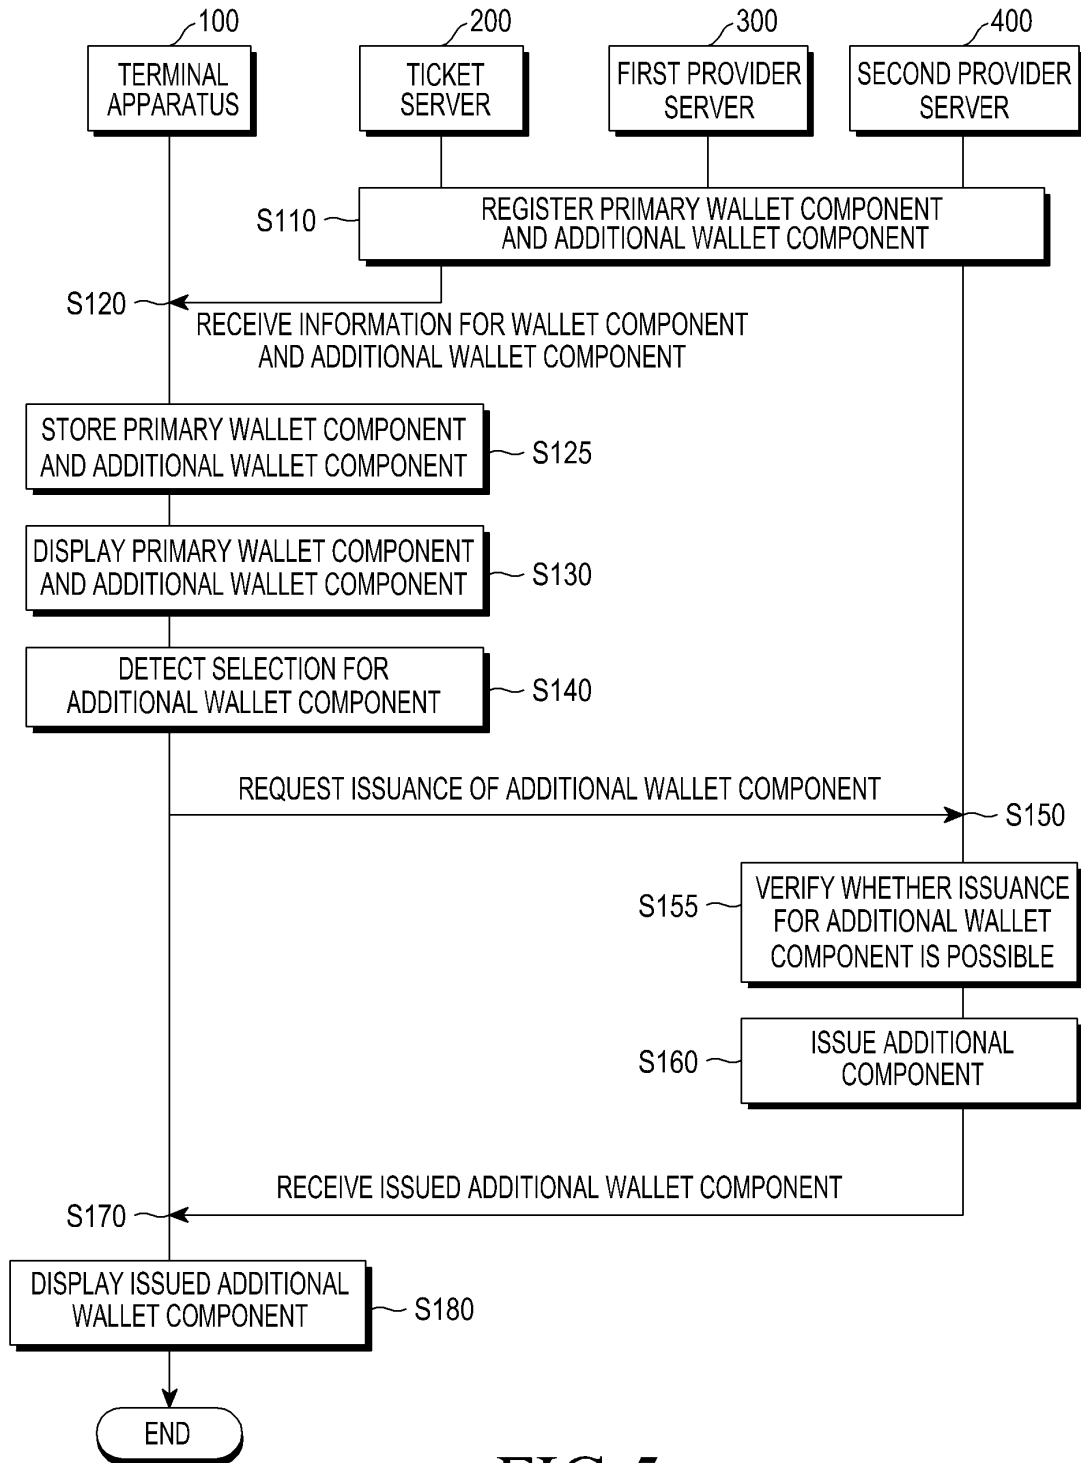 100
200
300
400
TERMINAL
APPARATUS
TICKET
SERVER
FIRST PROVIDER
SERVER
SECOND PROVIDER
SERVER
S110
REGISTER PRIMARY WALLET COMPONENT
AND ADDITIONAL WALLET COMPONENT
S120
RECEIVE INFORMATION FOR WALLET COMPONENT
AND ADDITIONAL WALLET COMPONENT
STORE PRIMARY WALLET COMPONENT
AND ADDITIONAL WALLET COMPONENT
S125
DISPLAY PRIMARY WALLET COMPONENT
AND ADDITIONAL WALLET COMPONENT
S130
DETECT SELECTION FOR
ADDITIONAL WALLET COMPONENT
S140
REQUEST ISSUANCE OF ADDITIONAL WALLET COMPONENT
S150
S155
VERIFY WHETHER ISSUANCE
FOR ADDITIONAL WALLET
COMPONENT IS POSSIBLE
S160
ISSUE ADDITIONAL
COMPONENT
RECEIVE ISSUED ADDITIONAL WALLET COMPONENT
S170
DISPLAY ISSUED ADDITIONAL
WALLET COMPONENT
S180
END